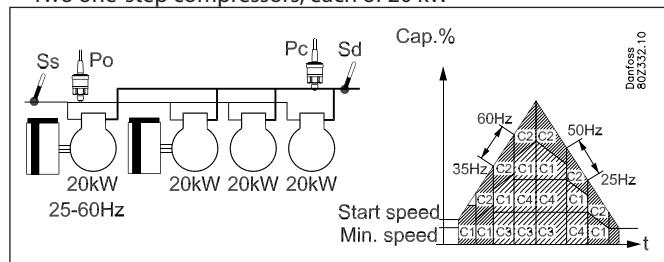 Two one-step compressors, each of 20 kW
Ss
Po
Pc
Sd
20kW 20kW 20kW 20kW
25-60Hz
Cap.%
Danfoss
80Z332.10
60Hz
50Hz
35Hz
25Hz
Start speed
Min. speed
t
C2 C2
C2 C1 C1 C2
C2 C1 C4 C4 C1 C2
C1 C1 C3 C3 C4 C1